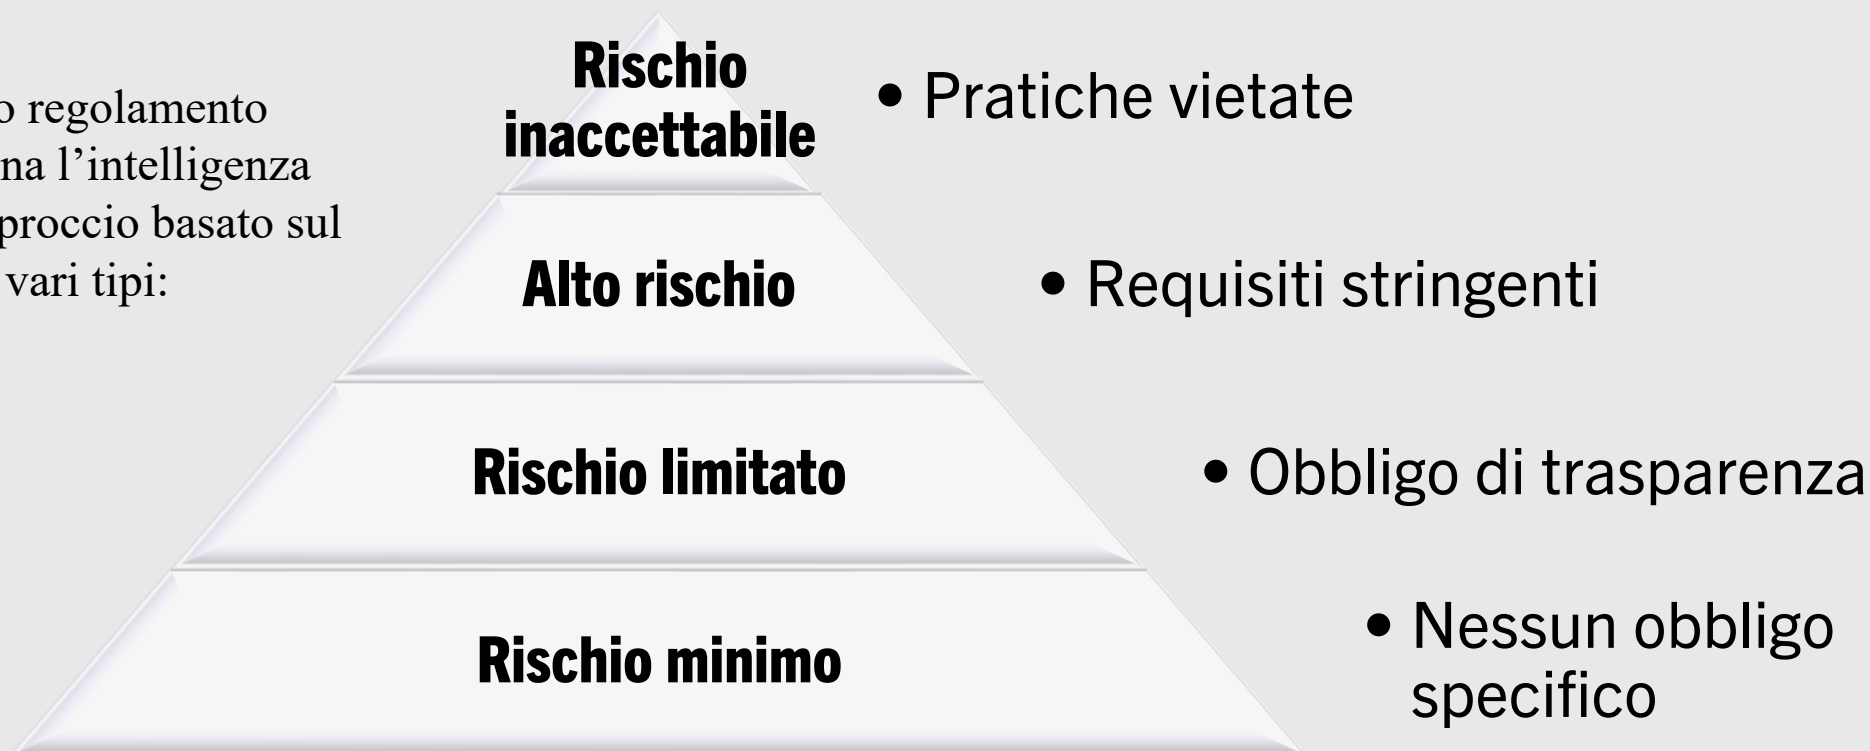 o regolamento
na l’intelligenza
proccio basato sul
vari tipi:
Rischio
inaccettabile
• Pratiche vietate
Alto rischio
• Requisiti stringenti
Rischio limitato
• Obbligo di trasparenza
Rischio minimo
• Nessun obbligo
specifico